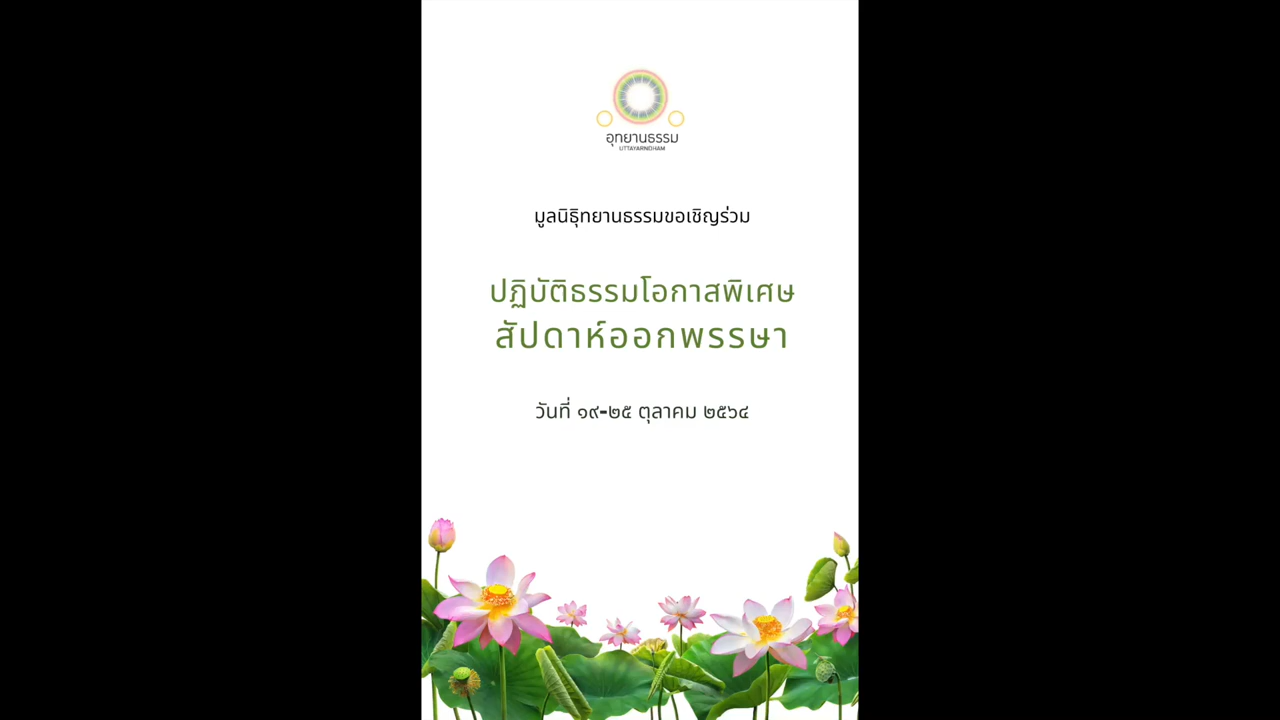 อุทยานธรรม
UTTAYARNDHAM
มูลนิธุิทยานธรรมขอเชิญร่วม
ปฏิบัติธรรมโอกาสพิเศษ
สัปดาห์ออกพรรษา
วันที่ ๑๙-๒๕ ตุลาคม ๒๕๖๔